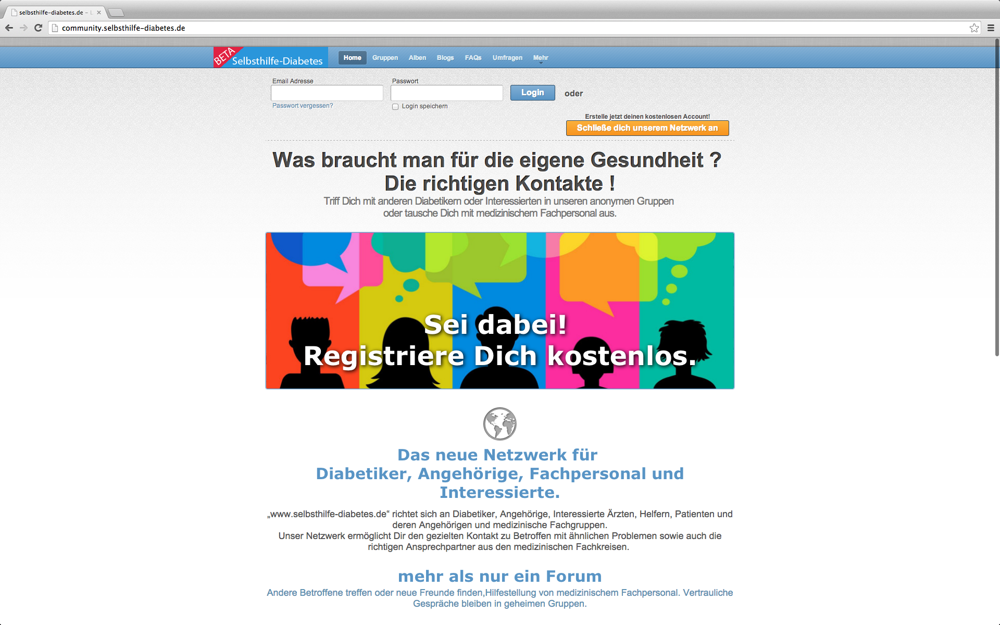 selbsthilfe-diabetes.de –
community.selbsthilfe-diabetes.de
BETA
Selbsthilfe-Diabetes
Home Gruppen Alben Blogs FAQs Umfragen Mehr
Email Adresse
Passwort
Login
oder
Passwort vergessen?
Login speichern
Erstelle jetzt deinen kostenlosen Account!
Schließe dich unserem Netzwerk an
Was braucht man für die eigene Gesundheit ?
Die richtigen Kontakte !
Triff Dich mit anderen Diabetikern oder Interessierten in unseren anonymen Gruppen
oder tausche Dich mit medizinischem Fachpersonal aus.
Sei dabei!
Registriere Dich kostenlos.
Das neue Netzwerk für
Diabetiker, Angehörige, Fachpersonal und
Interessierte.
„www.selbsthilfe-diabetes.de“ richtet sich an Diabetiker, Angehörige, Interessierte Ärzten, Helfern, Patienten und
deren Angehörigen und medizinische Fachgruppen.
Unser Netzwerk ermöglicht Dir den gezielten Kontakt zu Betroffen mit ähnlichen Problemen sowie auch die
richtigen Ansprechpartner aus den medizinischen Fachkreisen.
mehr als nur ein Forum
Andere Betroffene treffen oder neue Freunde finden,Hilfestellung von medizinischem Fachpersonal. Vertrauliche
Gespräche bleiben in geheimen Gruppen.